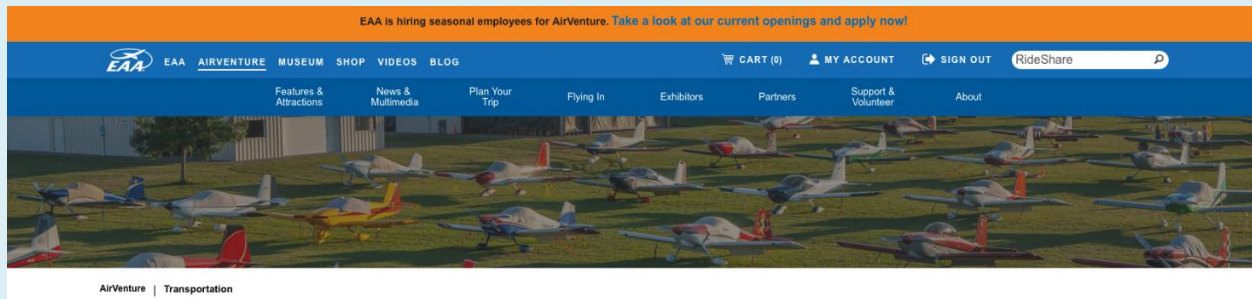 EAA is hiring seasonal employees for AirVenture. Take a look at our current openings and apply now!
EAA EAA AIRVENTURE MUSEUM SHOP VIDEOS BLOG CART (0) MY ACCOUNT SIGN OUT RideShare
Features & Attractions News & Multimedia Plan Your Trip Flying In Exhibitors Partners Support & Volunteer About
AirVenture | Transportation